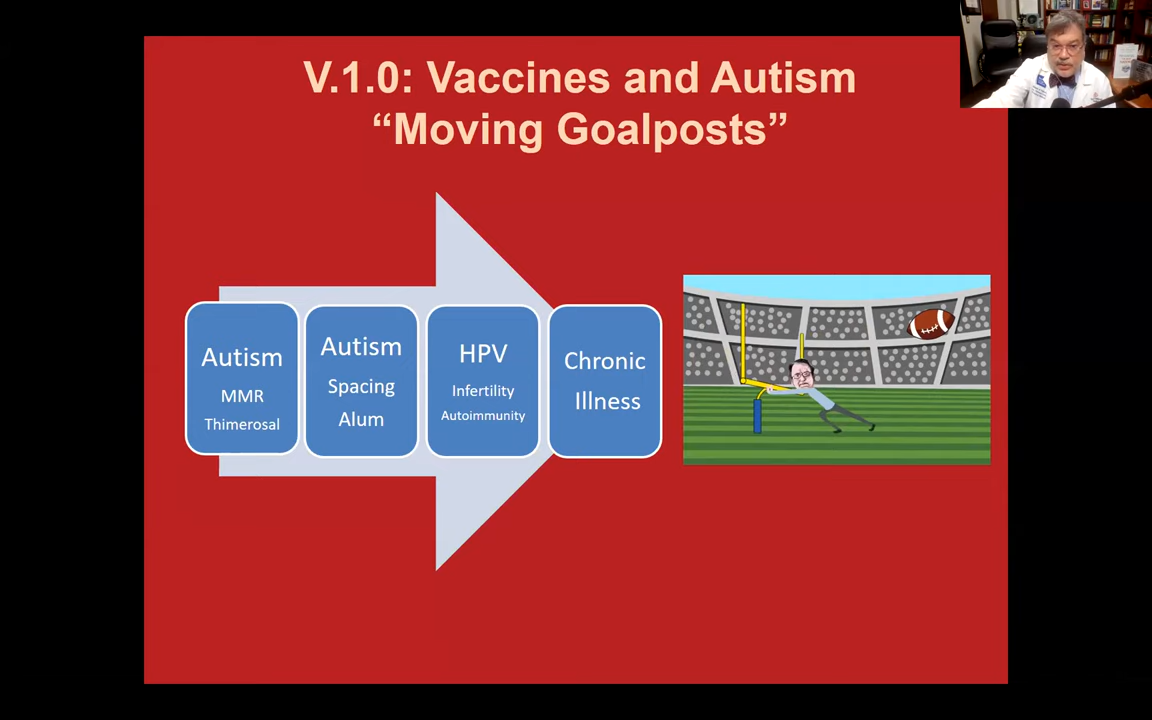 V.1.0: Vaccines and Autism
“Moving Goalposts”
Autism
MMR
Thimerosal
Autism
Spacing
Alum
HPV
Infertility
Autoimmunity
Chronic
Illness